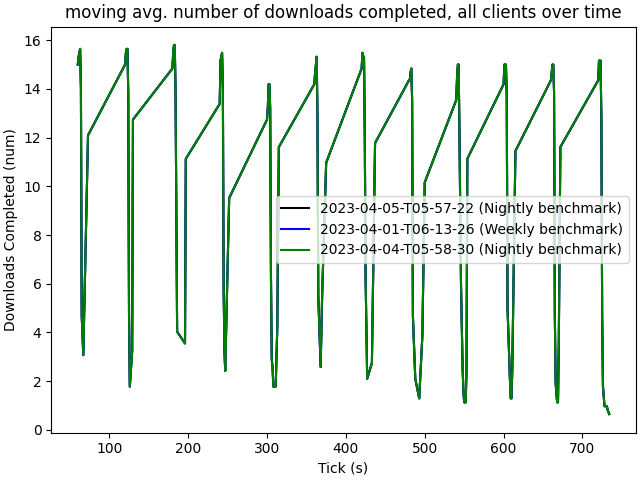 moving avg. number of downloads completed, all clients over time
16
14
12
10
8
6
4
2
0
Downloads Completed (num)
2023-04-05-T05-57-22 (Nightly benchmark)
2023-04-01-T06-13-26 (Weekly benchmark)
2023-04-04-T05-58-30 (Nightly benchmark)
100 200 300 400 500 600 700
Tick (s)